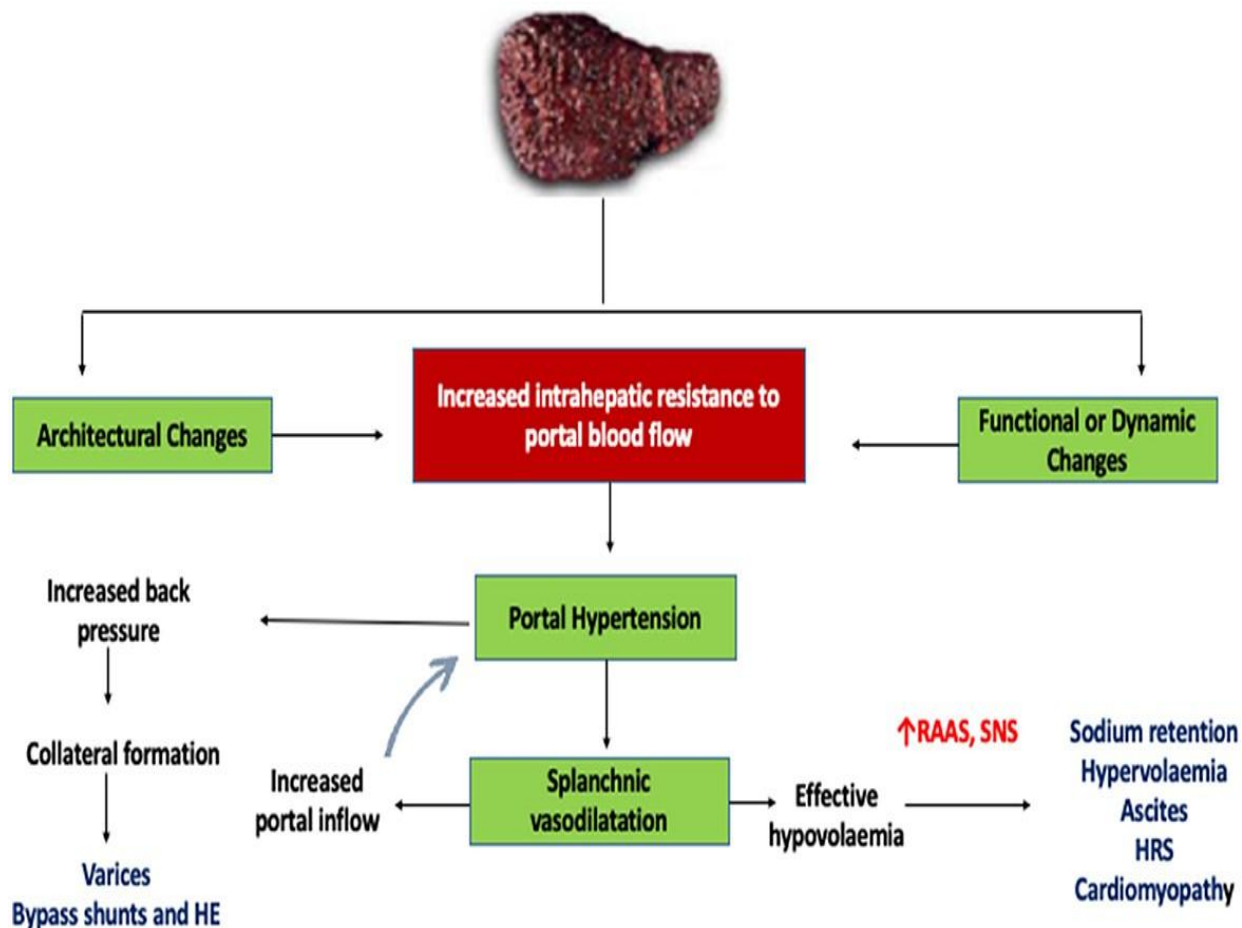 Increased intrahepatic resistance to
portal blood flow
Architectural Changes
Functional or Dynamic
Changes
Portal Hypertension
Increased back
pressure
Collateral formation
Varices
Bypass shunts and HE
Increased
portal inflow
Splanchnic
vasodilatation
Effective
hypovolaemia
↑RAAS, SNS
Sodium retention
Hypervolaemia
Ascites
HRS
Cardiomyopathy